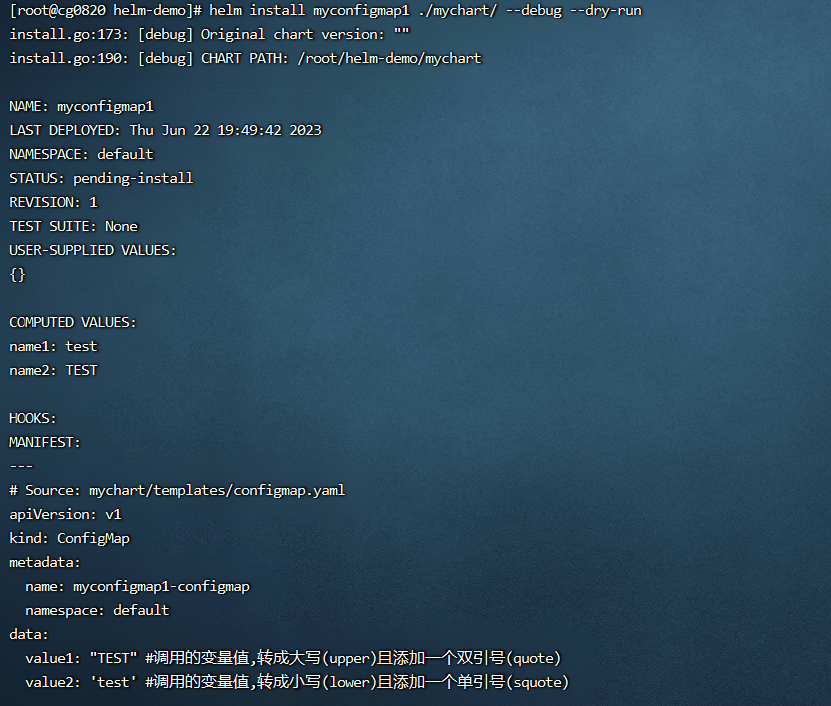 [root@cg0820 helm-demo]# helm install myconfigmap1 ./mychart/ --debug --dry-run
install.go:173: [debug] Original chart version: ""
install.go:190: [debug] CHART PATH: /root/helm-demo/mychart
NAME: myconfigmap1
LAST DEPLOYED: Thu Jun 22 19:49:42 2023
NAMESPACE: default
STATUS: pending-install
REVISION: 1
TEST SUITE: None
USER-SUPPLIED VALUES:
{}
COMPUTED VALUES:
name1: test
name2: TEST
HOOKS:
MANIFEST:
---
# Source: mychart/templates/configmap.yaml
apiVersion: v1
kind: ConfigMap
metadata:
  name: myconfigmap1-configmap
  namespace: default
data:
  value1: "TEST" #调用的变量值,转成大写(upper)且添加一个双引号(quote)
  value2: 'test' #调用的变量值,转成小写(lower)且添加一个单引号(squote)